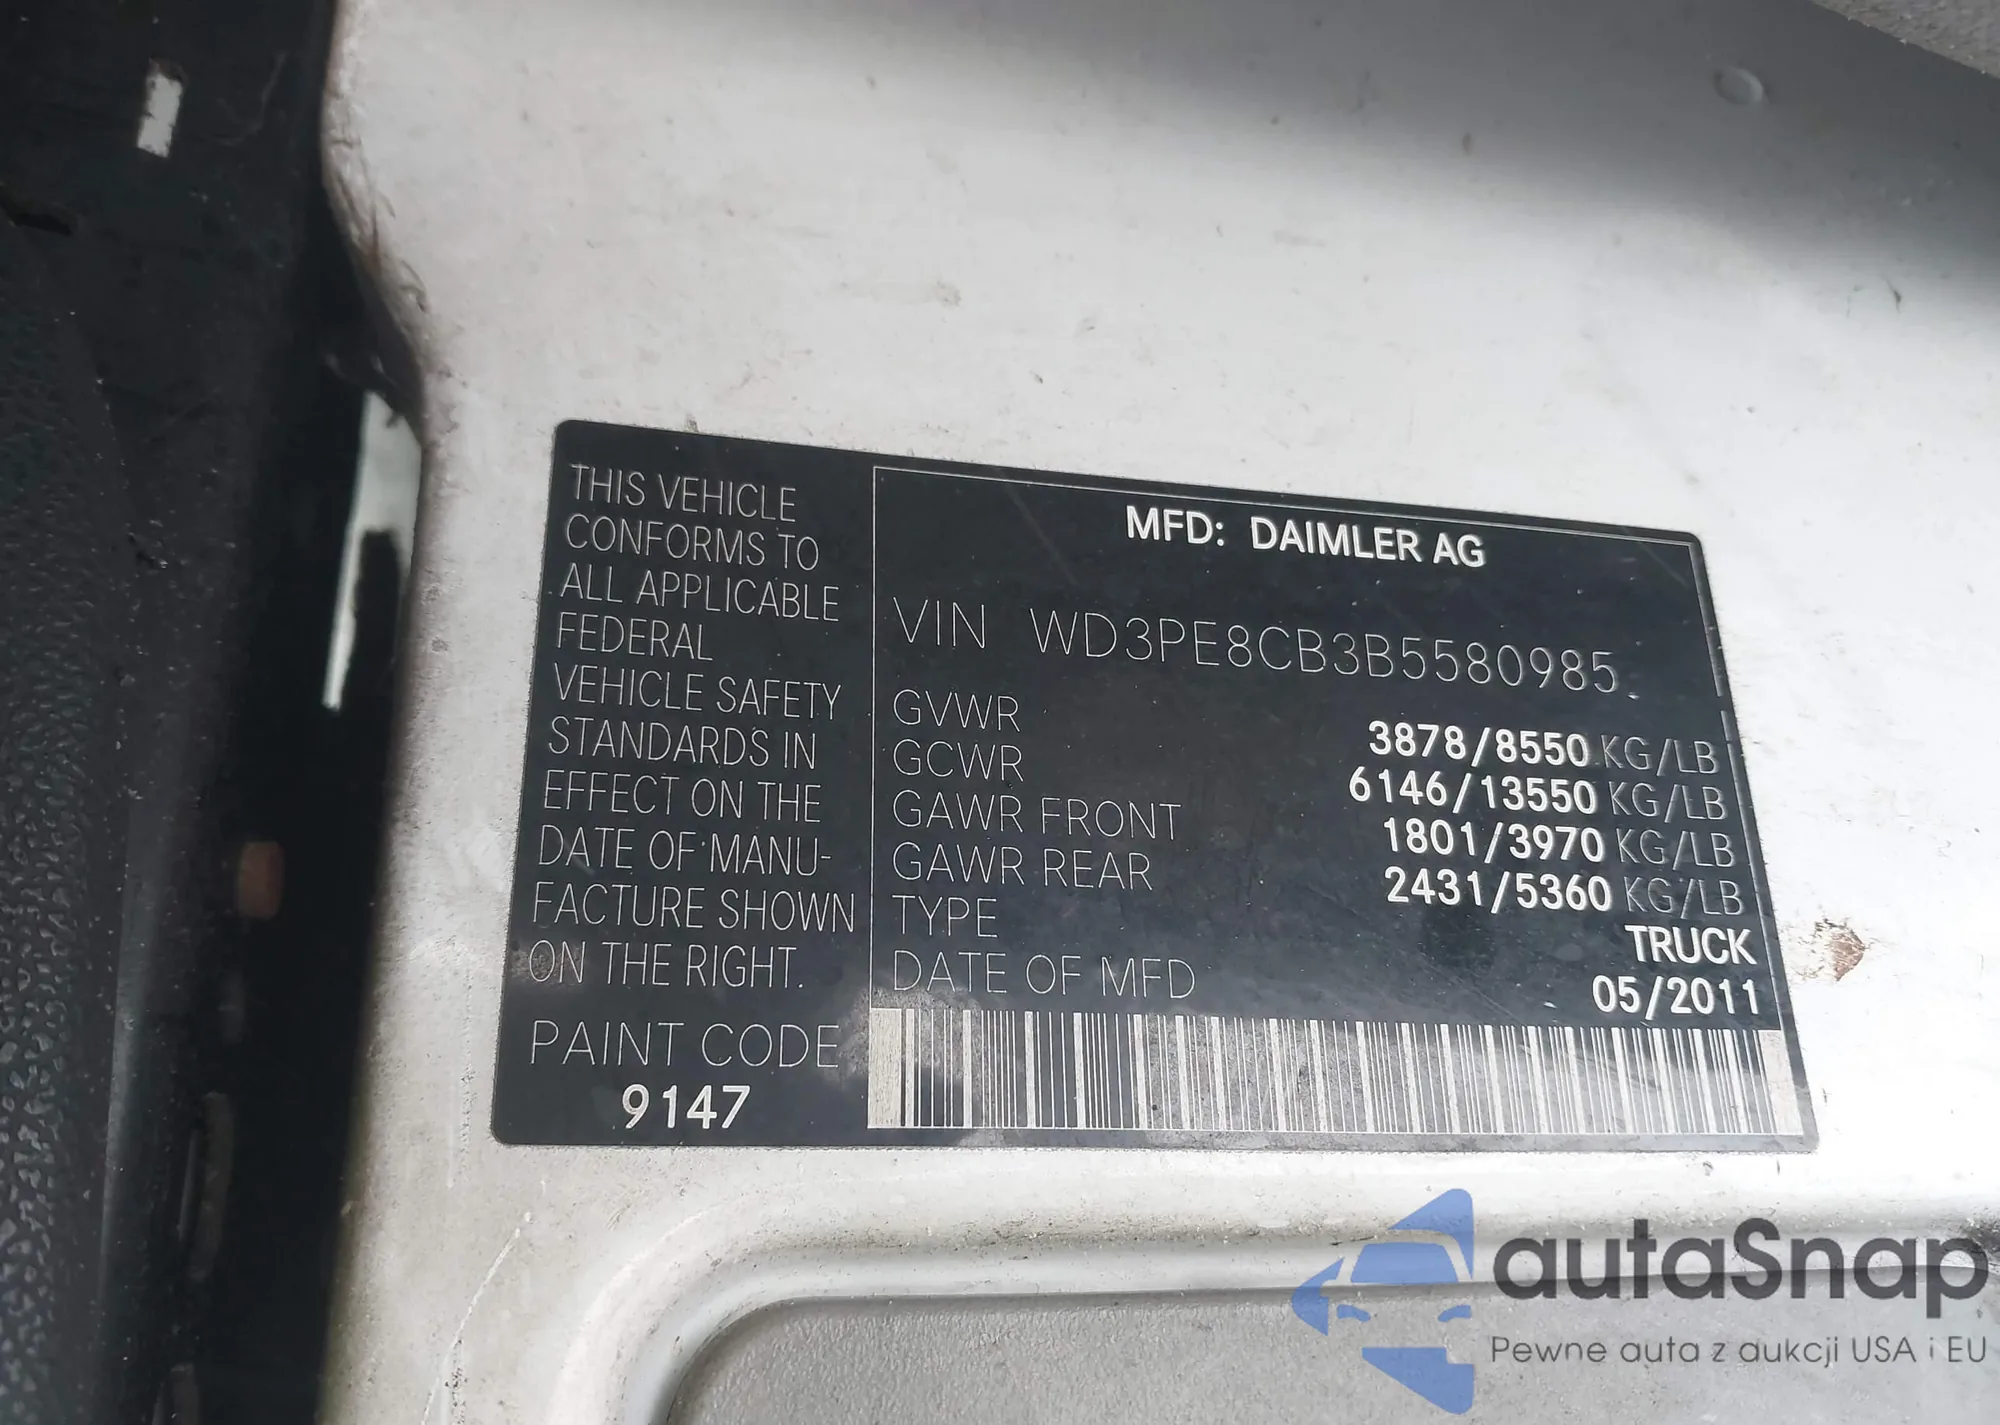 THIS VEHICLE
CONFORMS TO
ALL APPLICABLE
FEDERAL
VEHICLE SAFETY
STANDARDS IN
EFFECT ON THE
DATE OF MANU-
FACTURE SHOWN
ON THE RIGHT.
PAINT CODE
9147
MFD: DAIMLER AG
VIN WD3PE8CB3B5580985
GVWR 3878/8550 KG/LB
GCWR 6146/13550 KG/LB
GAWR FRONT 1801/3970 KG/LB
GAWR REAR 2431/5360 KG/LB
TYPE TRUCK
DATE OF MFD 05/2011
autaSnap
Pewne auta z aukcji USA i EU